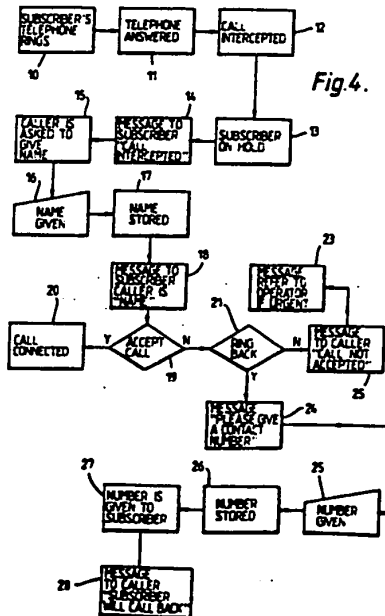 SUBSCRIBER'S
TELEPHONE
RINGS
10
TELEPHONE
ANSWERED
11
CALL
INTERCEPTED
12
Fig.4.
15
CALLER IS
ASKED TO
GIVE
NAME
14
MESSAGE TO
SUBSCRIBER
"CALL
INTERCEPTED"
SUBSCRIBER
ON HOLD
13
16
NAME
GIVEN
17
NAME
STORED
18
MESSAGE TO
SUBSCRIBER
CALLER IS
"NAME"
23
MESSAGE
REFER TO
OPERATOR
IF URGENT
20
CALL
CONNECTED
Y
ACCEPT
CALL
19
N
21
RING
BACK
N
Y
MESSAGE
TO CALLER
"CALL NOT
ACCEPTED"
25
MESSAGE
"PLEASE GIVE
A CONTACT
NUMBER"
24
27
NUMBER IS
GIVEN TO
SUBSCRIBER
26
NUMBER
STORED
25
NUMBER
GIVEN
28
MESSAGE
TO CALLER
"SUBSCRIBER
WILL CALL BACK"